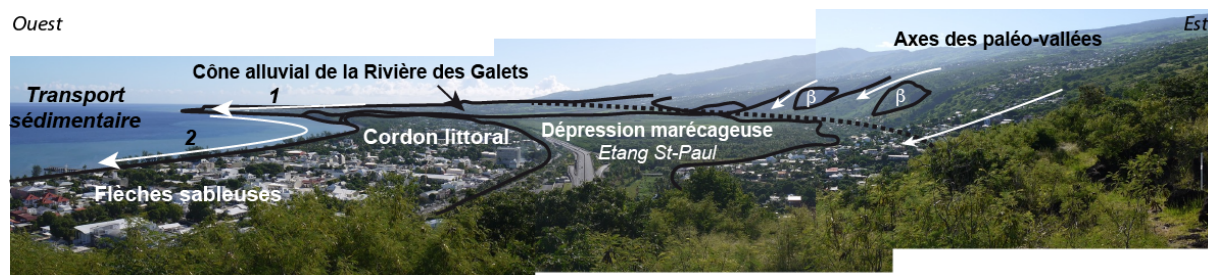 Ouest
Est
Axes des paléo-vallées
Cône alluvial de la Rivière des Galets
Transport
sédimentaire
1
2
β
β
Cordon littoral
Dépression marécageuse
Etang St-Paul
Flèches sableuses